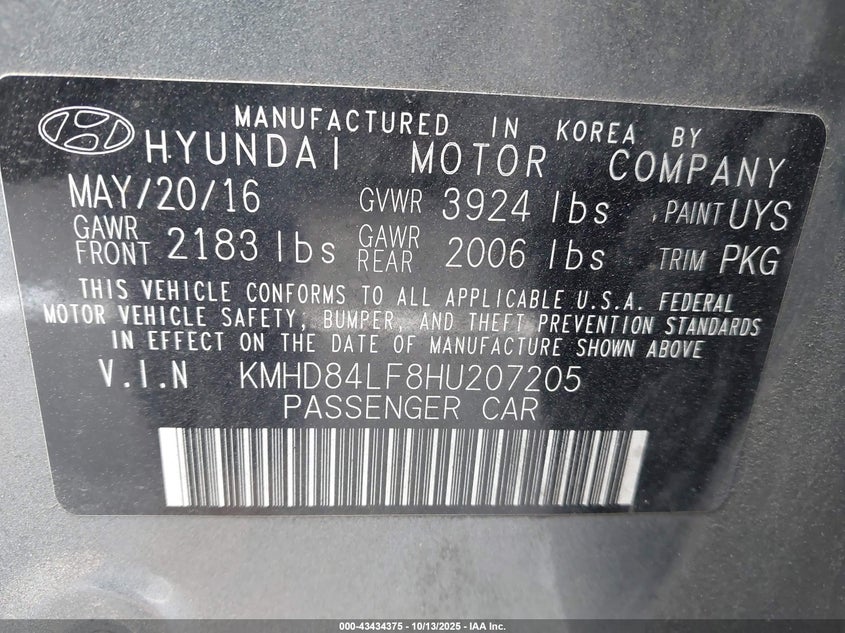 MANUFACTURED IN KOREA BY
HYUNDAI MOTOR COMPANY
MAY/20/16 GVWR 3924 lbs , PAINT UYS
GAWR FRONT 2183 lbs GAWR REAR 2006 lbs TRIM PKG
THIS VEHICLE CONFORMS TO ALL APPLICABLE U.S.A. FEDERAL
MOTOR VEHICLE SAFETY, BUMPER, AND THEFT PREVENTION STANDARDS
IN EFFECT ON THE DATE OF MANUFACTURE SHOWN ABOVE
V.I.N KMHD84LF8HU207205
PASSENGER CAR
000-43434375 - 10/13/2025 - IAA Inc.